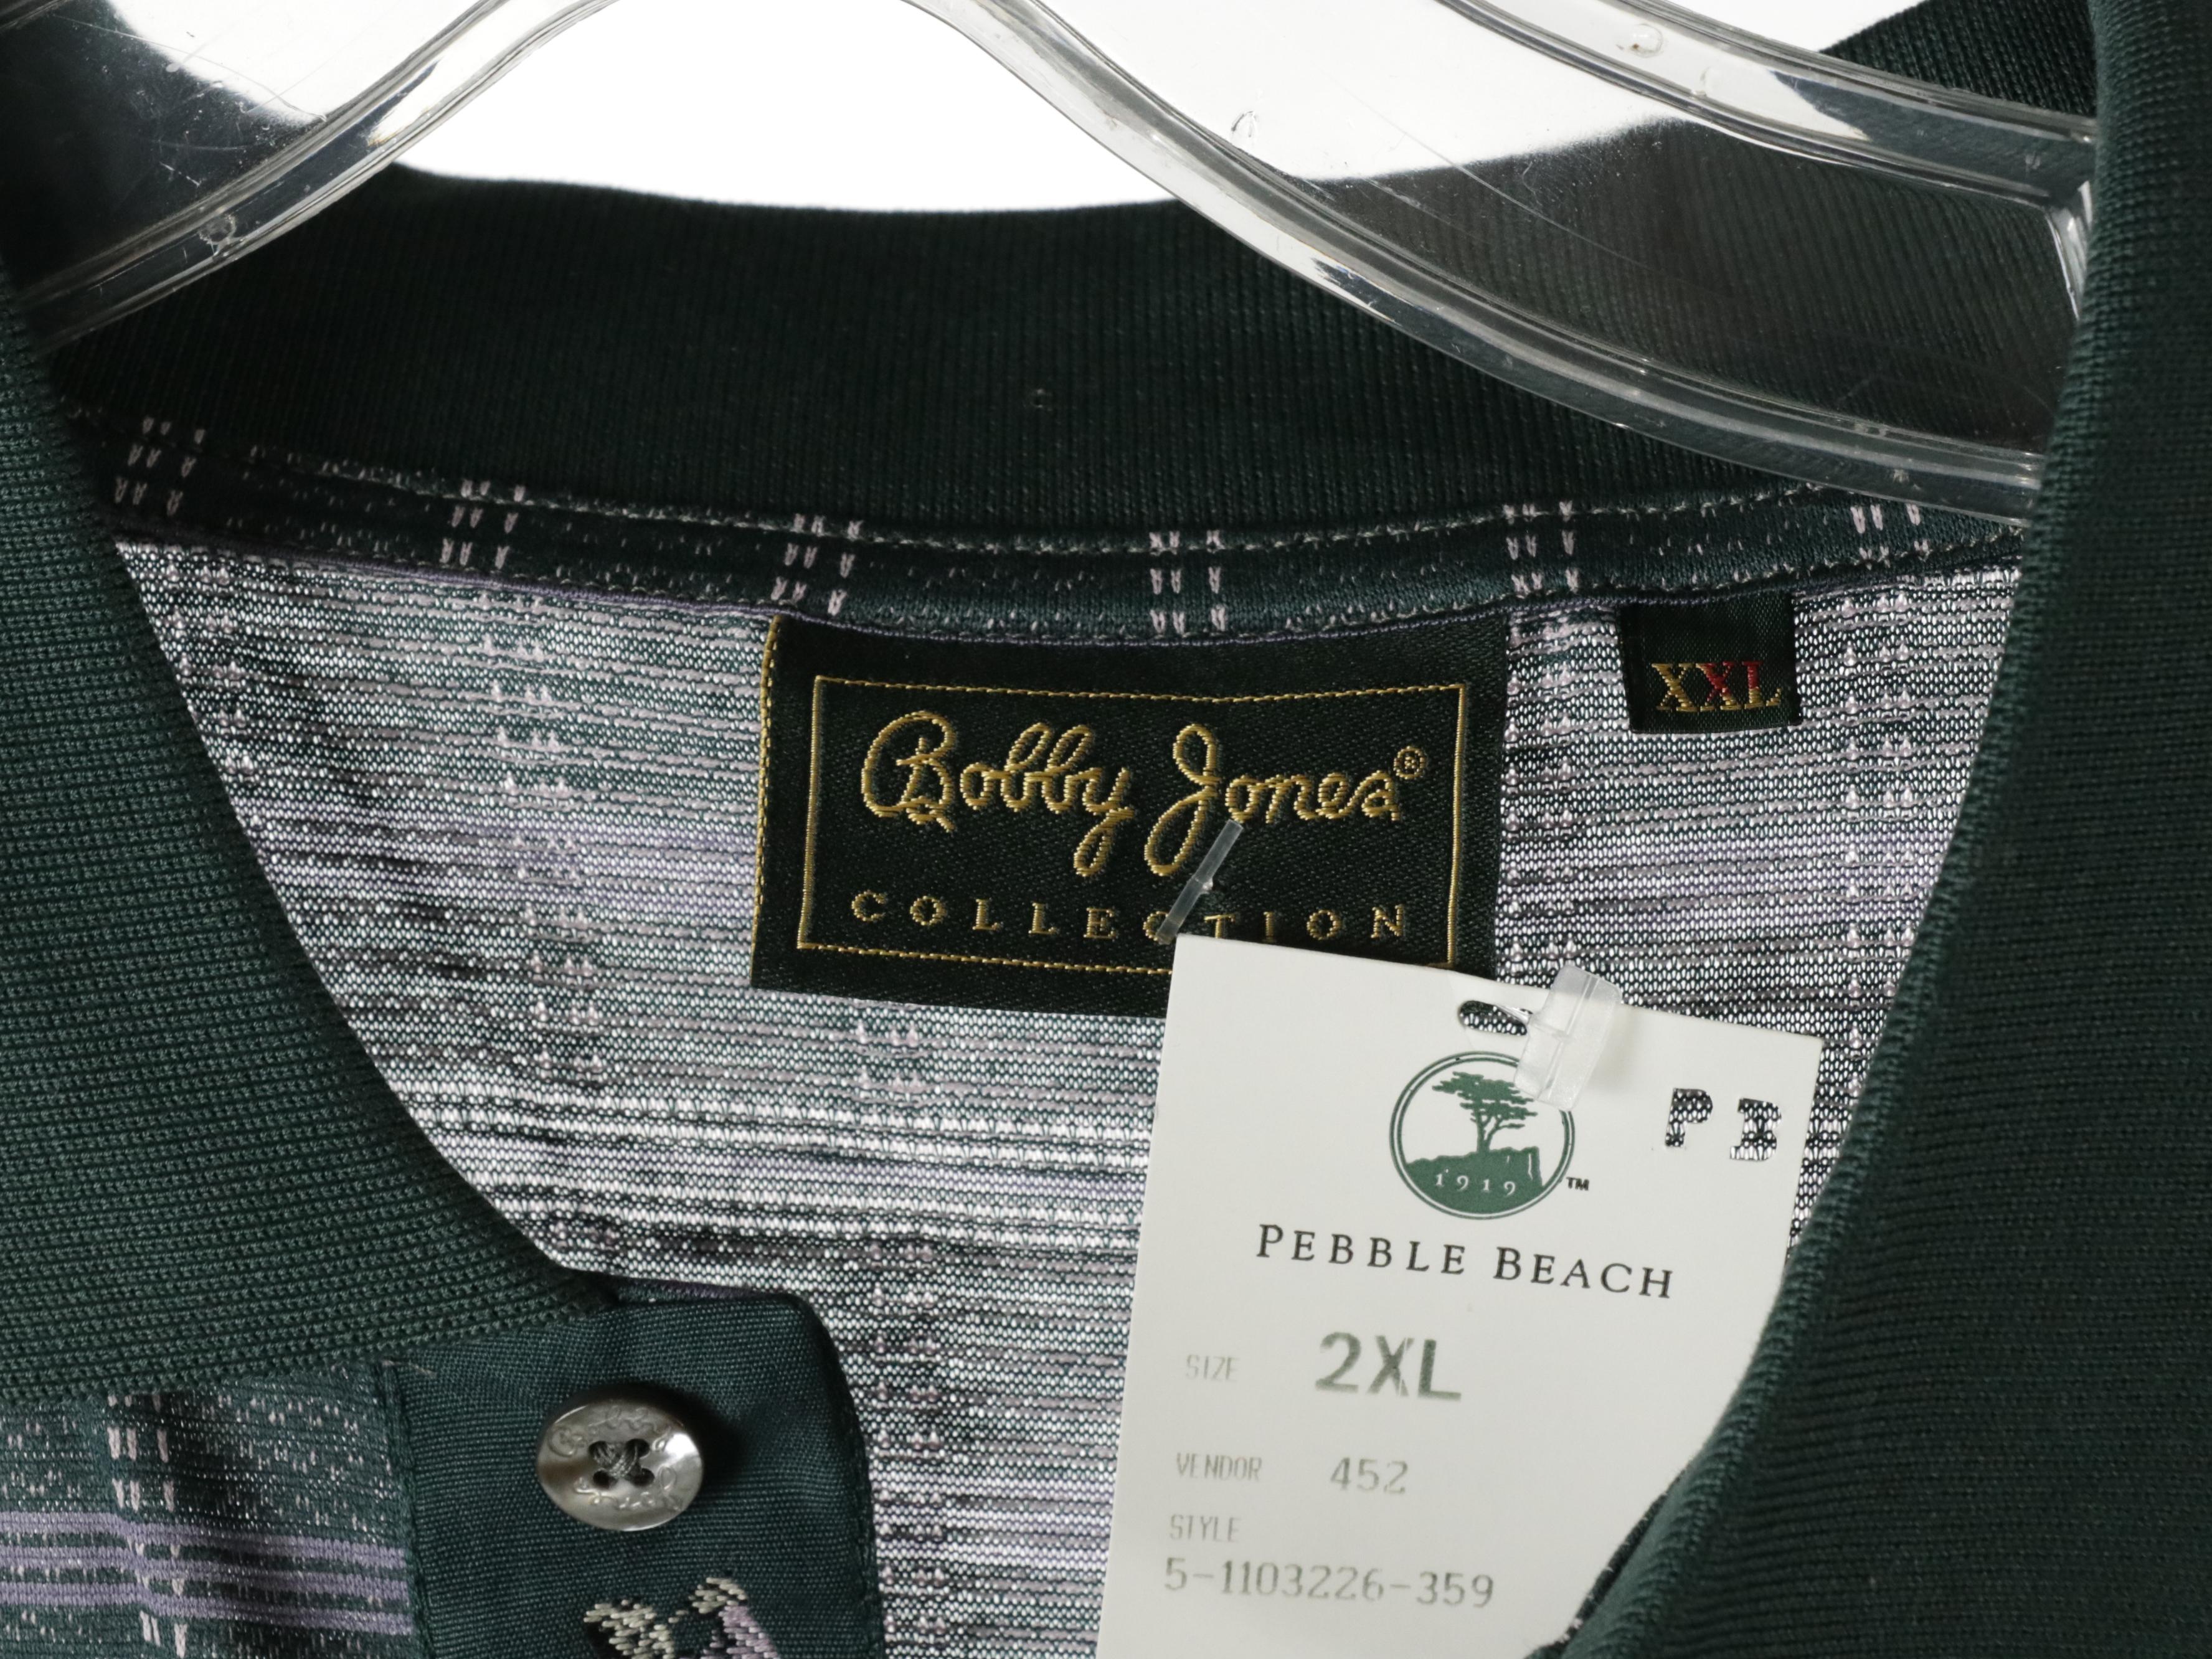 Bobby Jones®
COLLECTION
XXL
PB
1919
™
PEBBLE BEACH
SIZE 2XL
VENDOR 452
STYLE
5-1103226-359